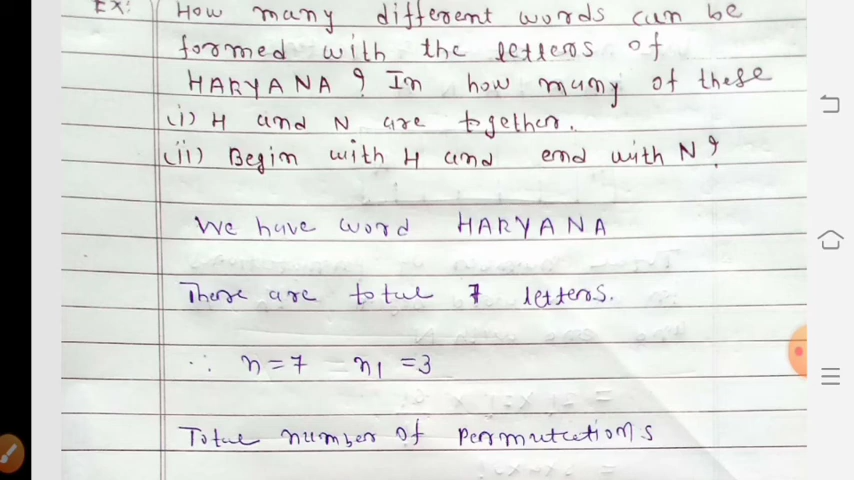 Ex: How many different words can be
formed with the letters of
HARYANA ? In how many of these
(i) H and N are together.
(ii) Begin with H and end with N?
We have word HARYANA
There are total 7 letters.
∴ n = 7 n1 = 3
Total number of Permutations